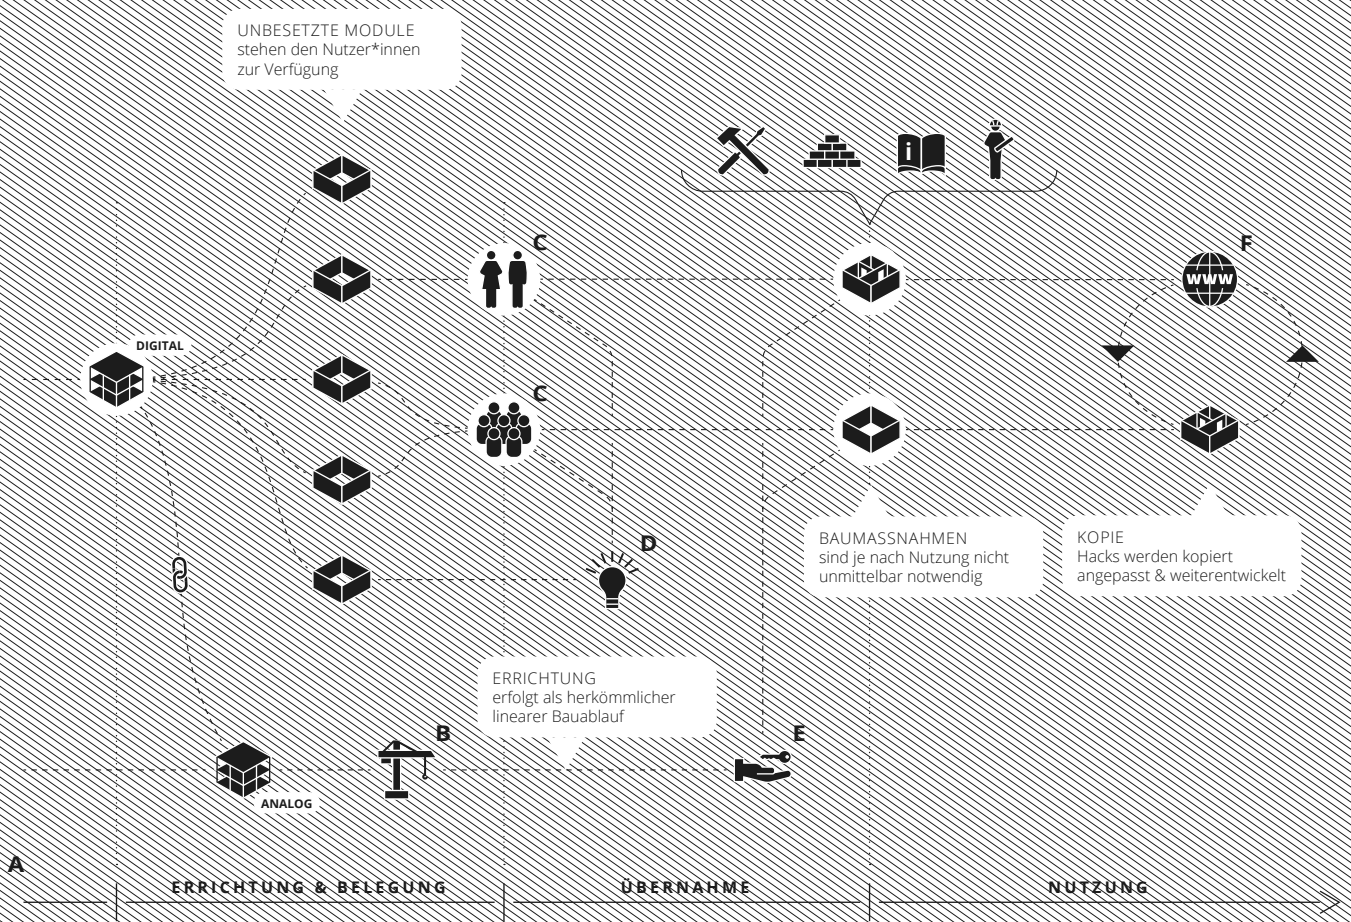 UNBESETZTE MODULE
stehen den Nutzer*innen
zur Verfügung
C
F
www
DIGITAL
C
i
D
BAUMASSNAHMEN
sind je nach Nutzung nicht
unmittelbar notwendig
KOPIE
Hacks werden kopiert
angepasst & weiterentwickelt
ERRICHTUNG
erfolgt als herkömmlicher
linearer Bauablauf
B
E
ANALOG
A
ERRICHTUNG & BELEGUNG
ÜBERNAHME
NUTZUNG